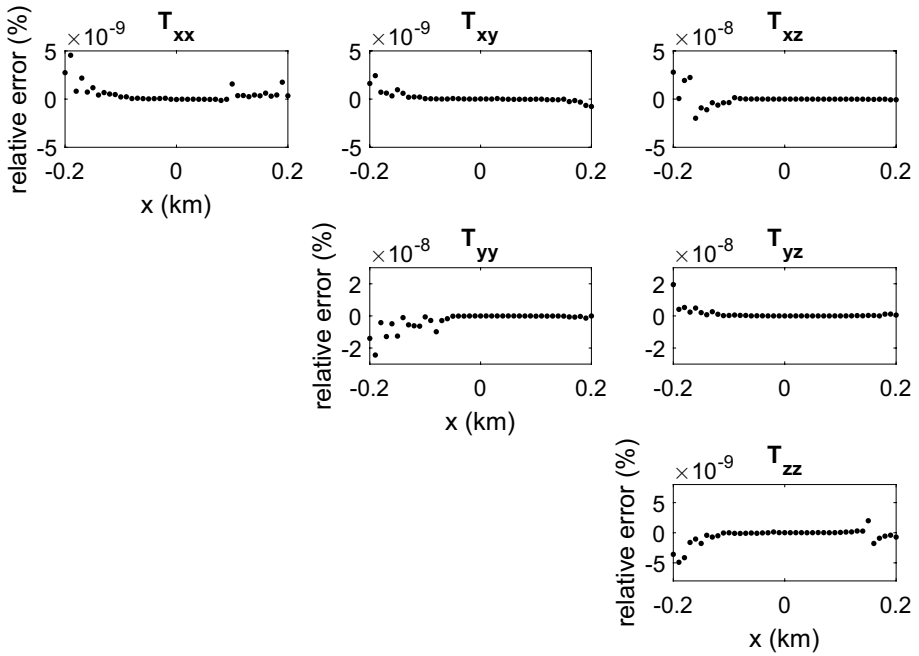 T_xx T_xy T_xz
×10^-9 ×10^-9 ×10^-8
relative error (%)
5 5 5
0 0 0
-5 -5 -5
-0.2 0 0.2 -0.2 0 0.2 -0.2 0 0.2
x (km)
T_yy T_yz
×10^-8 ×10^-8
relative error (%)
2 2
0 0
-2 -2
-0.2 0 0.2 -0.2 0 0.2
x (km)
T_zz
×10^-9
relative error (%)
5
0
-5
-0.2 0 0.2
x (km)